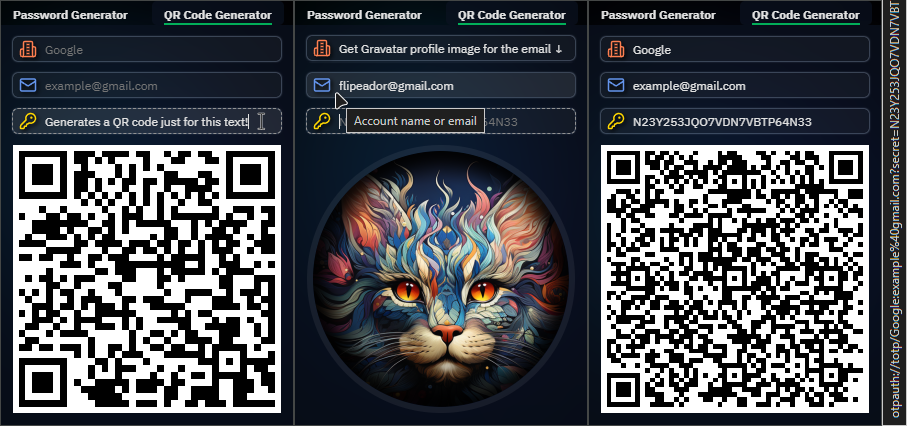 Password Generator
QR Code Generator
Google
example@gmail.com
Generates a QR code just for this text!
Password Generator
QR Code Generator
Get Gravatar profile image for the email ↓
flipeador@gmail.com
Account name or email
64N33
Password Generator
QR Code Generator
Google
example@gmail.com
N23Y253JQO7VDN7VBTP64N33
otpauth://totp/Google:example%40gmail.com?secret=N23Y253JQO7VDN7VBT